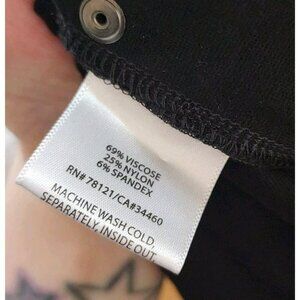 69% VISCOSE
25% NYLON
6% SPANDEX
RN# 78121/CA#34460
MACHINE WASH COLD,
SEPARATELY, INSIDE OUT